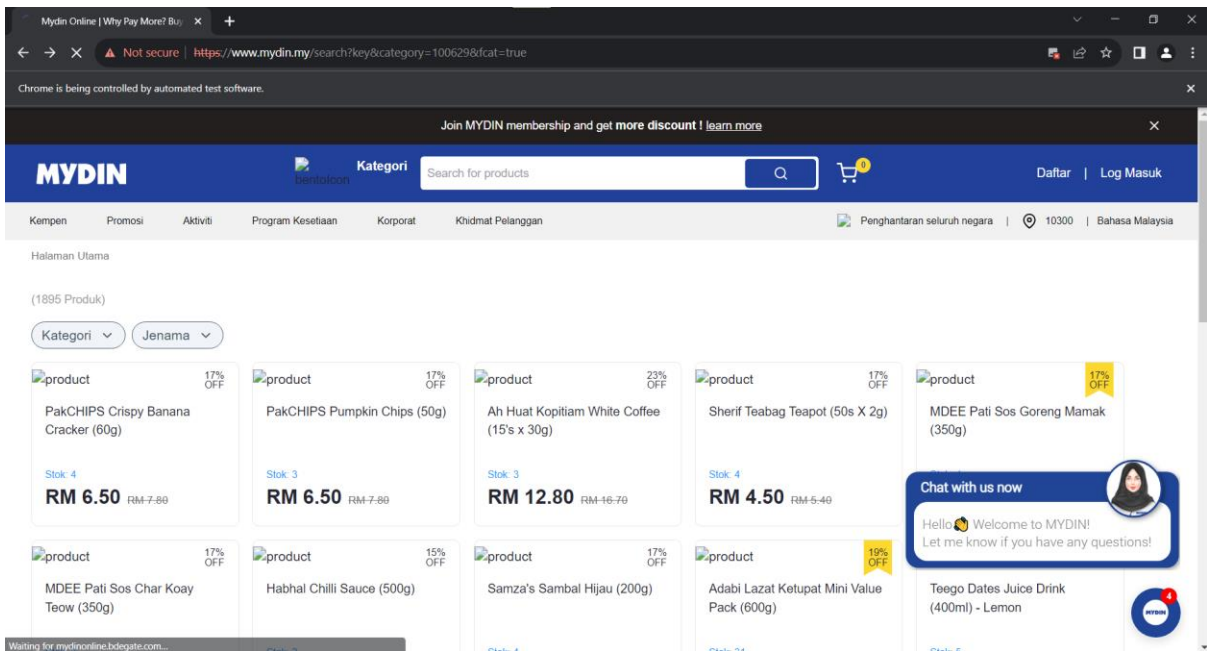 Mydin Online | Why Pay More? Buy
Not secure | https://www.mydin.my/search?key&category=100629&fcat=true
Chrome is being controlled by automated test software.
Join MYDIN membership and get more discount ! learn more
MYDIN
bentoIcon
Kategori
Search for products
0
Daftar | Log Masuk
Kempen Promosi Aktiviti Program Kesetiaan Korporat Khidmat Pelanggan
Penghantaran seluruh negara | 10300 | Bahasa Malaysia
Halaman Utama
(1895 Produk)
Kategori Jenama
product 17% OFF
PakCHIPS Crispy Banana
Cracker (60g)
Stok: 4
RM 6.50 RM 7.80
product 17% OFF
PakCHIPS Pumpkin Chips (50g)
Stok: 3
RM 6.50 RM 7.80
product 23% OFF
Ah Huat Kopitiam White Coffee
(15's x 30g)
Stok: 3
RM 12.80 RM 16.70
product 17% OFF
Sherif Teabag Teapot (50s X 2g)
Stok: 4
RM 4.50 RM 5.40
product 17% OFF
MDEE Pati Sos Goreng Mamak
(350g)
Chat with us now
Hello Welcome to MYDIN!
Let me know if you have any questions!
product 17% OFF
MDEE Pati Sos Char Koay
Teow (350g)
product 15% OFF
Habhal Chilli Sauce (500g)
product 17% OFF
Samza's Sambal Hijau (200g)
product 19% OFF
Adabi Lazat Ketupat Mini Value
Pack (600g)
Teego Dates Juice Drink
(400ml) - Lemon
4
MYDIN
Waiting for mydinonline.bdegate.com...